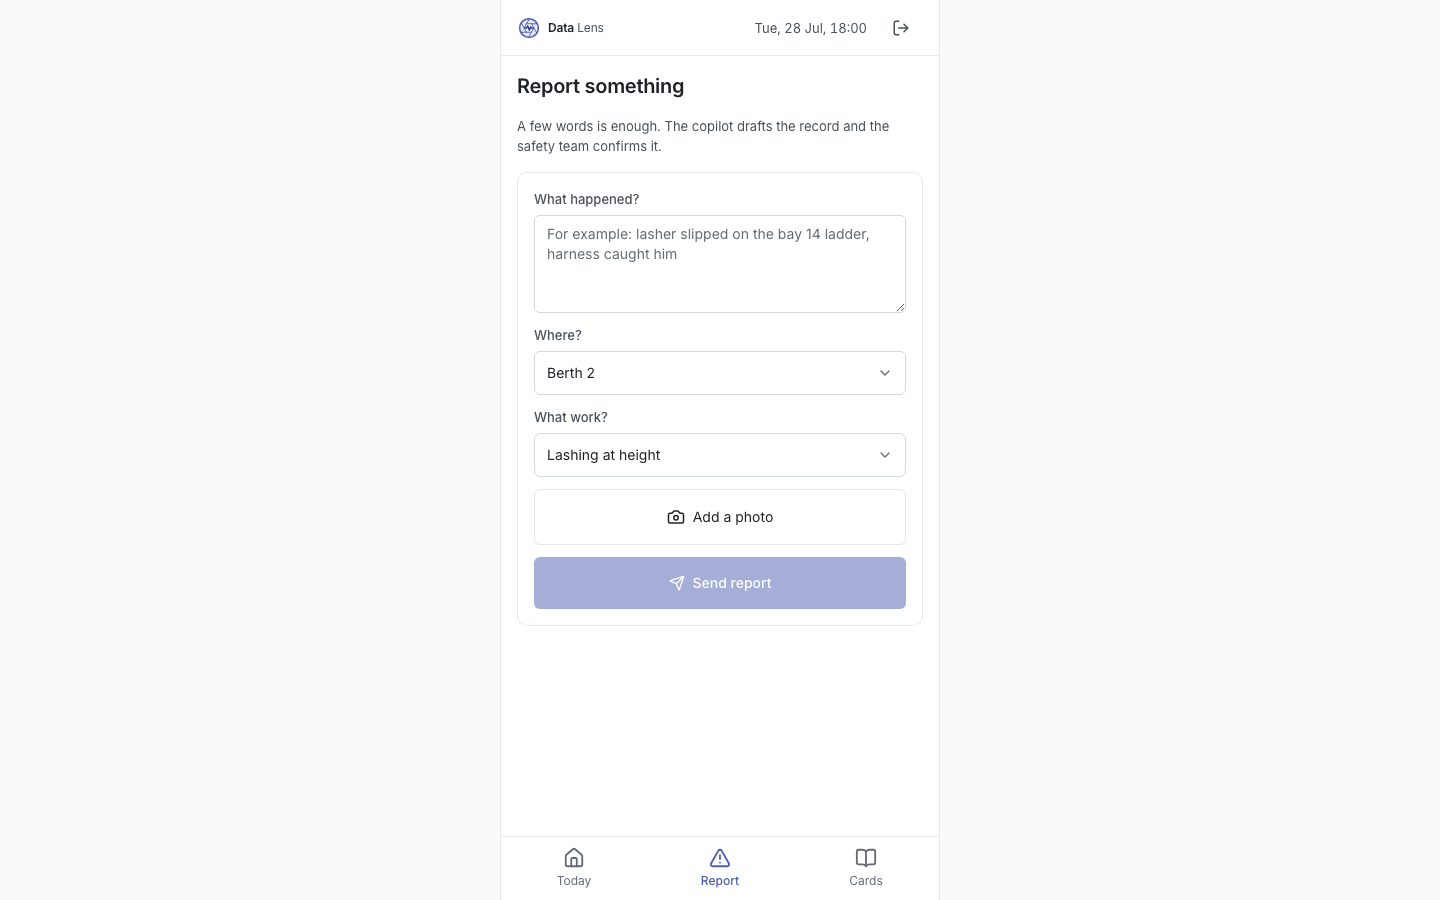 Data Lens
Tue, 28 Jul, 18:00
Report something
A few words is enough. The copilot drafts the record and the
safety team confirms it.
What happened?
For example: lasher slipped on the bay 14 ladder,
harness caught him
Where?
Berth 2
What work?
Lashing at height
Add a photo
Send report
Today
Report
Cards